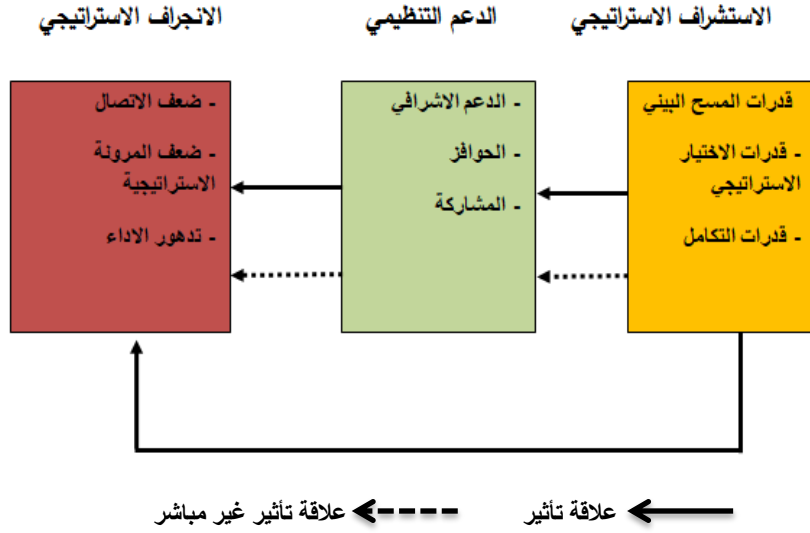 الاستشراف الاستراتيجي
الدعم التنظيمي
الانجراف الاستراتيجي
قدرات المسح البيني
- قدرات الاختيار
الاستراتيجي
- قدرات التكامل
- الدعم الاشرافي
- الحوافز
- المشاركة
- ضعف الاتصال
- ضعف المرونة
الاستراتيجية
- تدهور الاداء
علاقة تأثير
علاقة تأثير غير مباشر